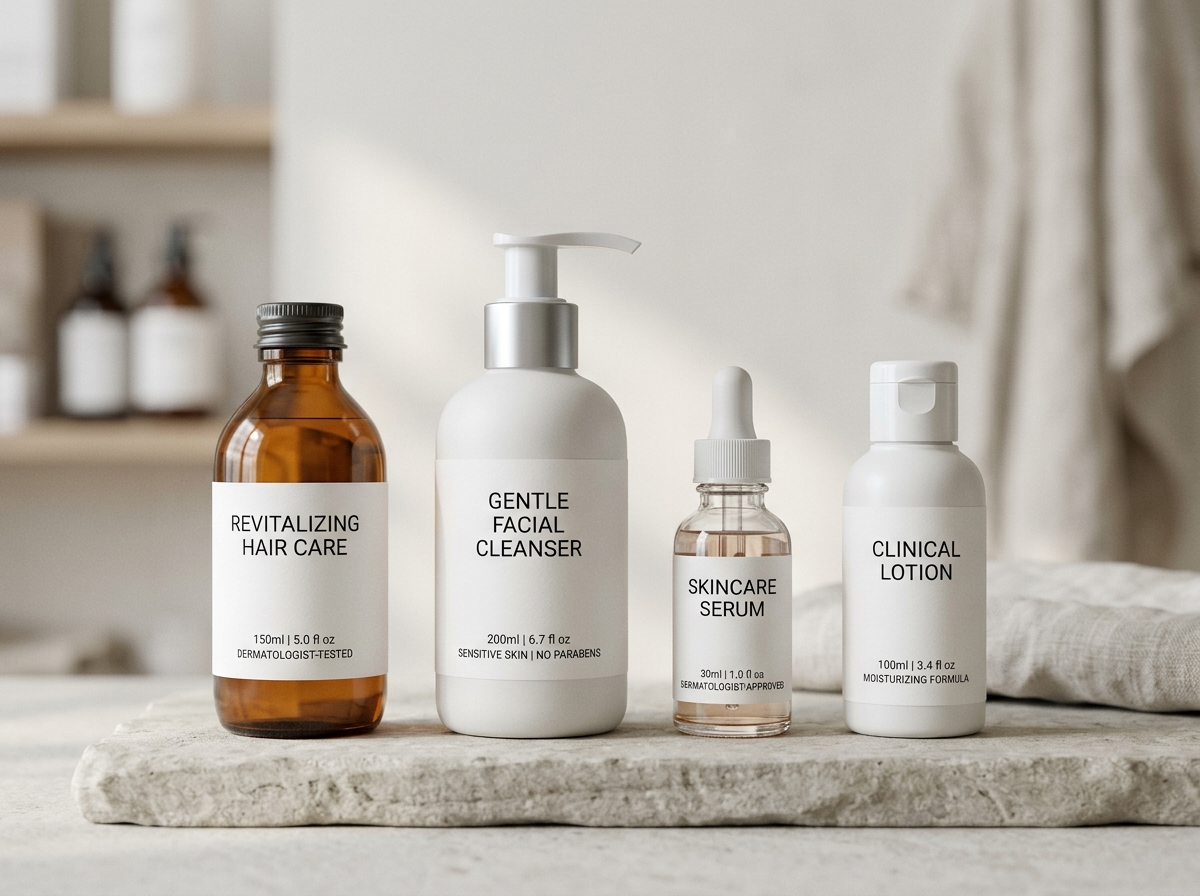 REVITALIZING
HAIR CARE
150ml | 5.0 fl oz
DERMATOLOGIST-TESTED
GENTLE
FACIAL
CLEANSER
200ml | 6.7 fl oz
SENSITIVE SKIN | NO PARABENS
SKINCARE
SERUM
30ml | 1.0 fl oa
CLINICAL
LOTION
100ml | 3.4 fl oz
MOISTURIZING FORMULA